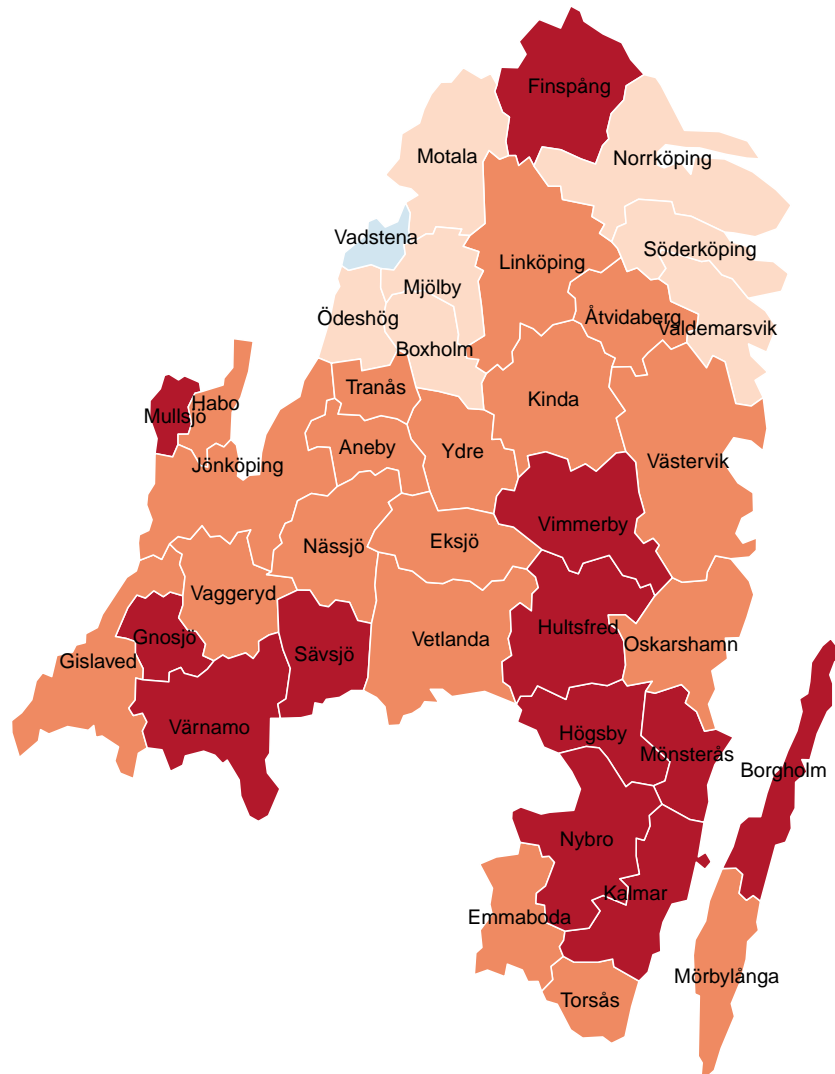 Finspång
Motala
Norrköping
Vadstena
Söderköping
Linköping
Mjölby
Ödeshög
Åtvidaberg
Valdemarsvik
Boxholm
Tranås
Kinda
Habo
Mullsjö
Aneby
Ydre
Västervik
Jönköping
Vimmerby
Eksjö
Nässjö
Vaggeryd
Hultsfred
Gnosjö
Vetlanda
Oskarshamn
Sävsjö
Gislaved
Värnamo
Högsby
Mönsterås
Borgholm
Nybro
Kalmar
Emmaboda
Mörbylånga
Torsås